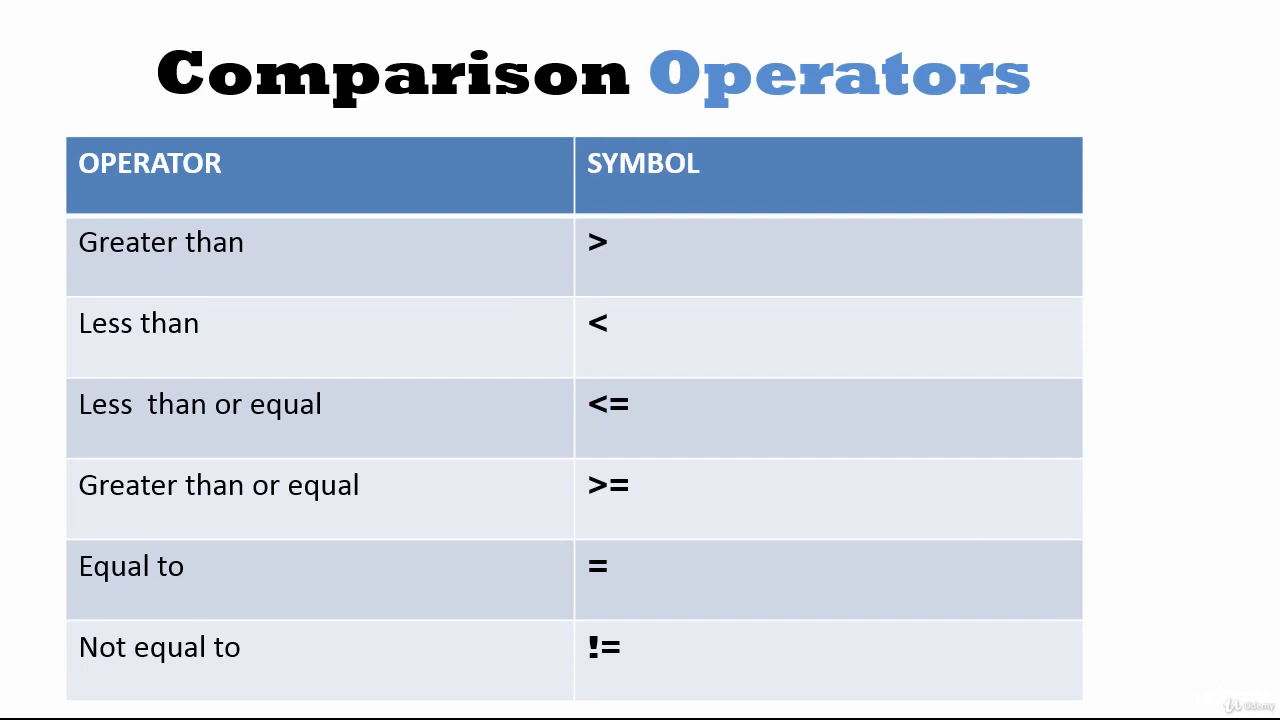 Comparison Operators
OPERATOR SYMBOL
Greater than >
Less than <
Less  than or equal <=
Greater than or equal >=
Equal to =
Not equal to !=
Udemy